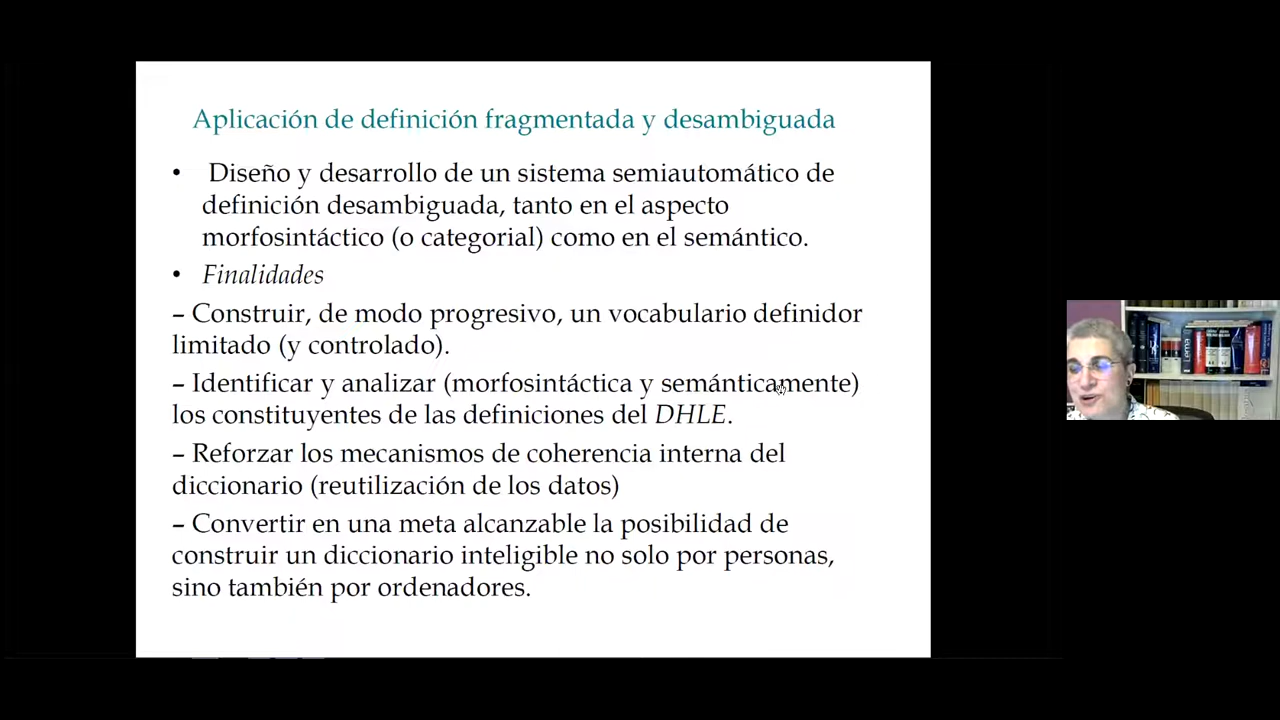 Aplicación de definición fragmentada y desambiguada
• Diseño y desarrollo de un sistema semiautomático de
definición desambiguada, tanto en el aspecto
morfosintáctico (o categorial) como en el semántico.
• Finalidades
– Construir, de modo progresivo, un vocabulario definidor
limitado (y controlado).
– Identificar y analizar (morfosintáctica y semánticamente)
los constituyentes de las definiciones del DHLE.
– Reforzar los mecanismos de coherencia interna del
diccionario (reutilización de los datos)
– Convertir en una meta alcanzable la posibilidad de
construir un diccionario inteligible no solo por personas,
sino también por ordenadores.